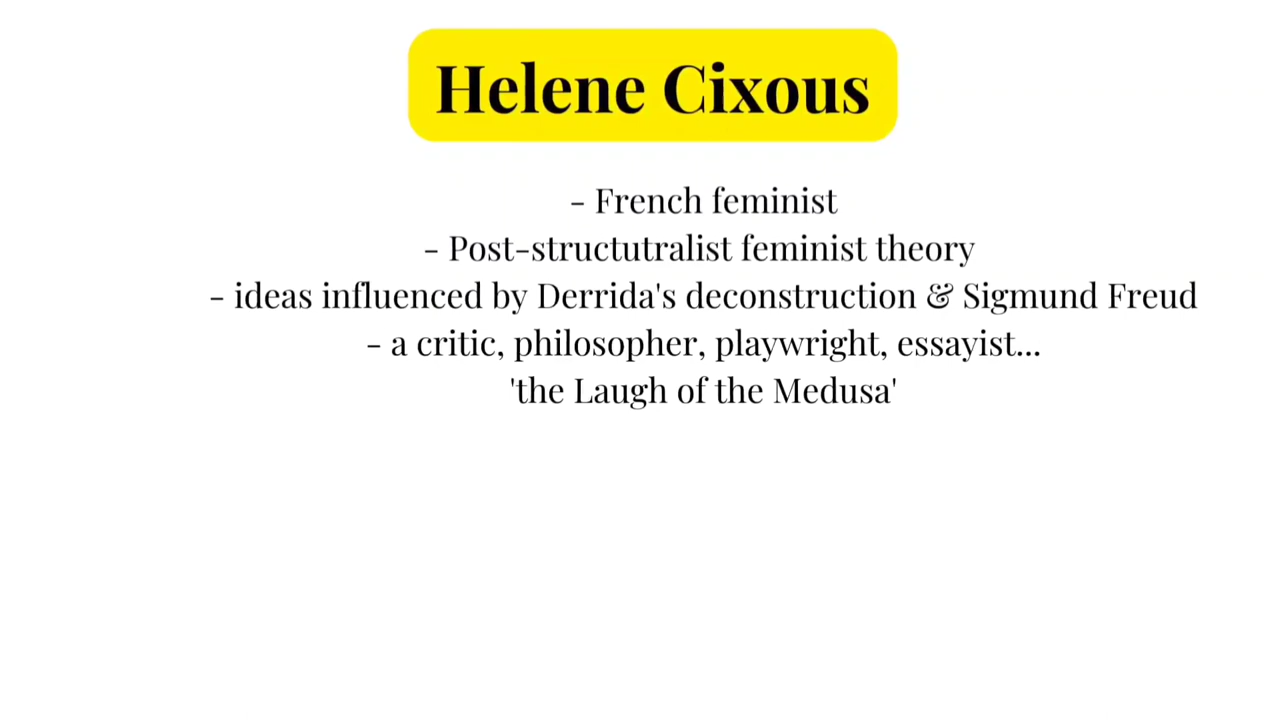 Helene Cixous
- French feminist
- Post-structutralist feminist theory
- ideas influenced by Derrida's deconstruction & Sigmund Freud
- a critic, philosopher, playwright, essayist...
'the Laugh of the Medusa'